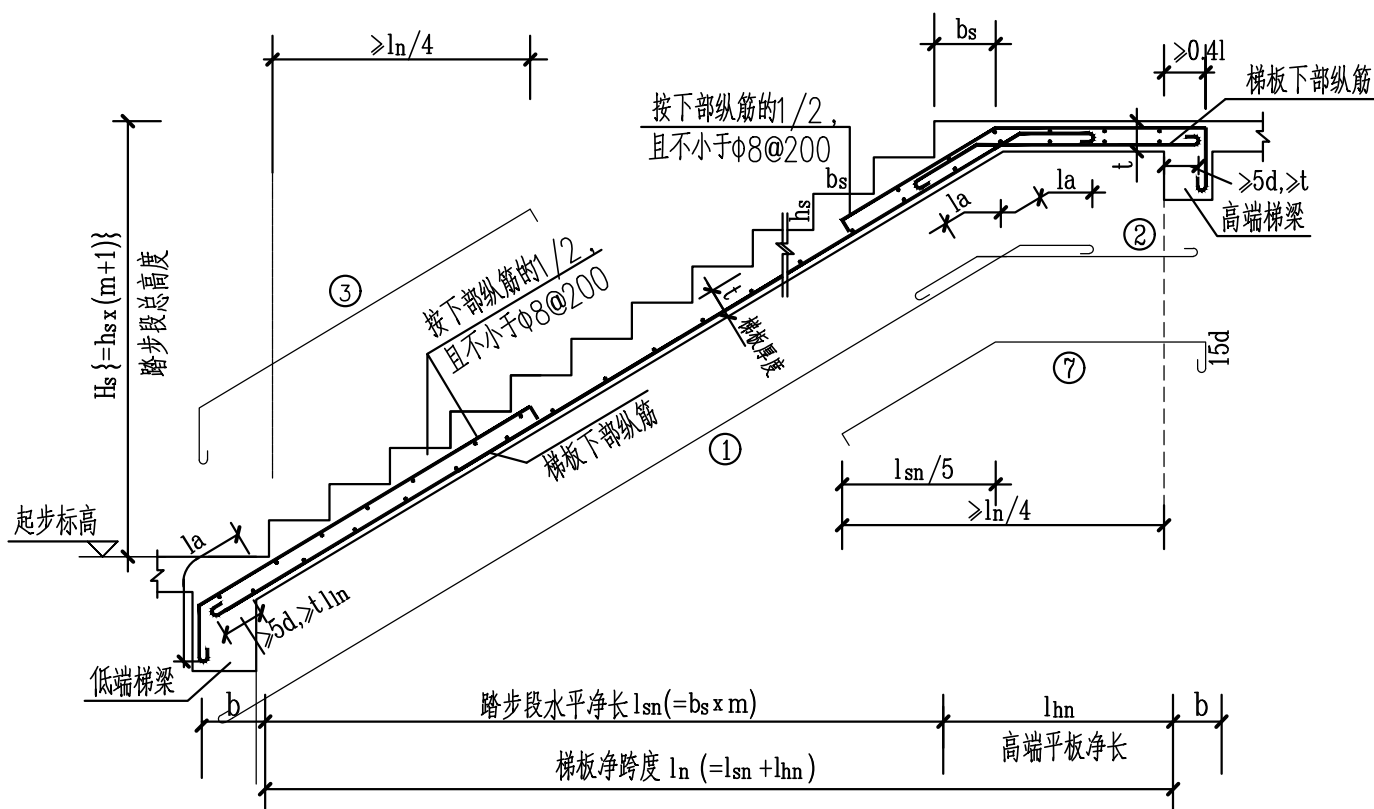 ≥ln/4
bs
≥0.4l
梯板下部纵筋
按下部纵筋的1/2,
且不小于φ8@200
bs
hs
t
la
la
≥5d,≥t
高端梯梁
②
Hs}=hsx(m+1)}
踏步段总高度
③
按下部纵筋的1/2,
且不小于φ8@200
t
梯板厚度
15d
⑦
①
梯板下部纵筋
lsn/5
≥ln/4
起步标高
la
≥5d,≥tlln
低端梯梁
b
踏步段水平净长 lsn(=bs x m)
lhn
高端平板净长
b
梯板净跨度 ln (=lsn+lhn)